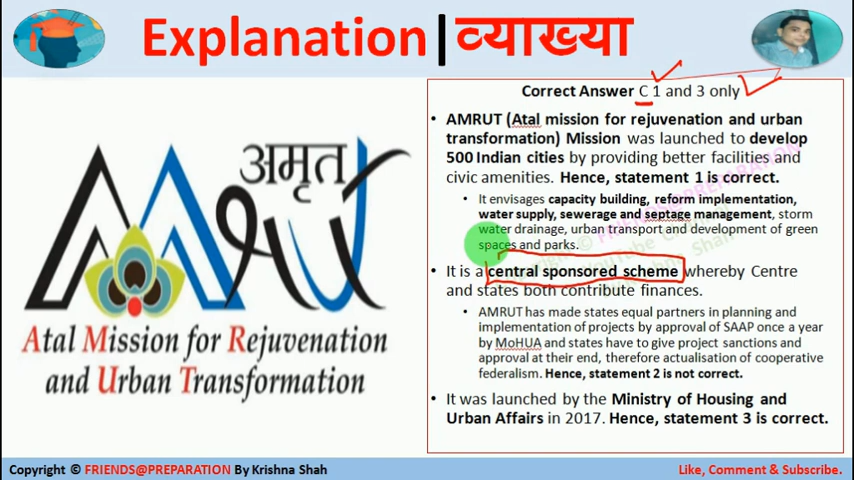 Explanation|व्याख्या
अमृत
Atal Mission for Rejuvenation
and Urban Transformation
Correct Answer C 1 and 3 only
• AMRUT (Atal mission for rejuvenation and urban
transformation) Mission was launched to develop
500 Indian cities by providing better facilities and
civic amenities. Hence, statement 1 is correct.
• It envisages capacity building, reform implementation,
water supply, sewerage and septage management, storm
water drainage, urban transport and development of green
spaces and parks.
• It is a central sponsored scheme whereby Centre
and states both contribute finances.
• AMRUT has made states equal partners in planning and
implementation of projects by approval of SAAP once a year
by MoHUA and states have to give project sanctions and
approval at their end, therefore actualisation of cooperative
federalism. Hence, statement 2 is not correct.
• It was launched by the Ministry of Housing and
Urban Affairs in 2017. Hence, statement 3 is correct.
© FRIENDS@PREPARATION
YouTube Channel
Krishna Shah
Copyright © FRIENDS@PREPARATION By Krishna Shah
Like, Comment & Subscribe.